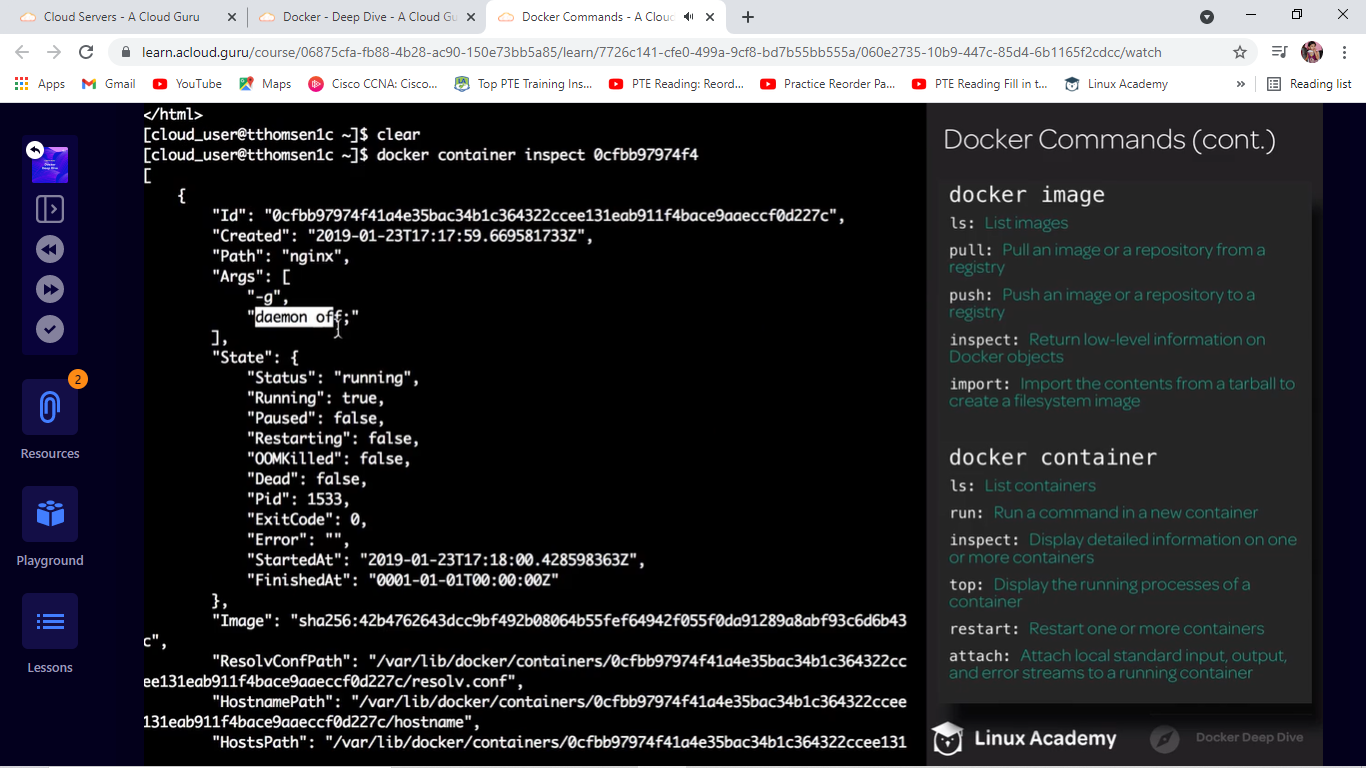 Cloud Servers - A Cloud Guru
Docker - Deep Dive - A Cloud Gu
Docker Commands - A Cloud
learn.acloud.guru/course/06875cfa-fb88-4b28-ac90-150e73bb5a85/learn/7726c141-cfe0-499a-9cf8-bd7b55bb555a/060e2735-10b9-447c-85d4-6b1165f2cdcc/watch
Apps
Gmail
YouTube
Maps
Cisco CCNA: Cisco...
Top PTE Training Ins...
PTE Reading: Reord...
Practice Reorder Pa...
PTE Reading Fill in t...
Linux Academy
»
Reading list
2
Resources
Playground
Lessons
</html>
[cloud_user@tthomsen1c ~]$ clear
[cloud_user@tthomsen1c ~]$ docker container inspect 0cfbb97974f4
[
{
"Id": "0cfbb97974f41a4e35bac34b1c364322ccee131eab911f4bace9aaeccf0d227c",
"Created": "2019-01-23T17:17:59.669581733Z",
"Path": "nginx",
"Args": [
"-g",
"daemon off;"
],
"State": {
"Status": "running",
"Running": true,
"Paused": false,
"Restarting": false,
"OOMKilled": false,
"Dead": false,
"Pid": 1533,
"ExitCode": 0,
"Error": "",
"StartedAt": "2019-01-23T17:18:00.428598363Z",
"FinishedAt": "0001-01-01T00:00:00Z"
},
"Image": "sha256:42b4762643dcc9bf492b08064b55fef64942f055f0da91289a8abf93c6d6b43
c",
"ResolvConfPath": "/var/lib/docker/containers/0cfbb97974f41a4e35bac34b1c364322cc
ee131eab911f4bace9aaeccf0d227c/resolv.conf",
"HostnamePath": "/var/lib/docker/containers/0cfbb97974f41a4e35bac34b1c364322ccee
131eab911f4bace9aaeccf0d227c/hostname",
"HostsPath": "/var/lib/docker/containers/0cfbb97974f41a4e35bac34b1c364322ccee131
Docker Commands (cont.)
docker image
ls: List images
pull: Pull an image or a repository from a
registry
push: Push an image or a repository to a
registry
inspect: Return low-level information on
Docker objects
import: Import the contents from a tarball to
create a filesystem image
docker container
ls: List containers
run: Run a command in a new container
inspect: Display detailed information on one
or more containers
top: Display the running processes of a
container
restart: Restart one or more containers
attach: Attach local standard input, output,
and error streams to a running container
Linux Academy
Docker Deep Dive